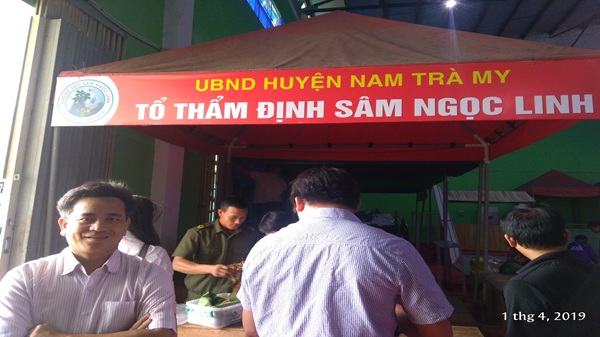 UBND HUYỆN NAM TRÀ MY
TỔ THẨM ĐỊNH SÂM NGỌC LINH
1 thg 4, 2019